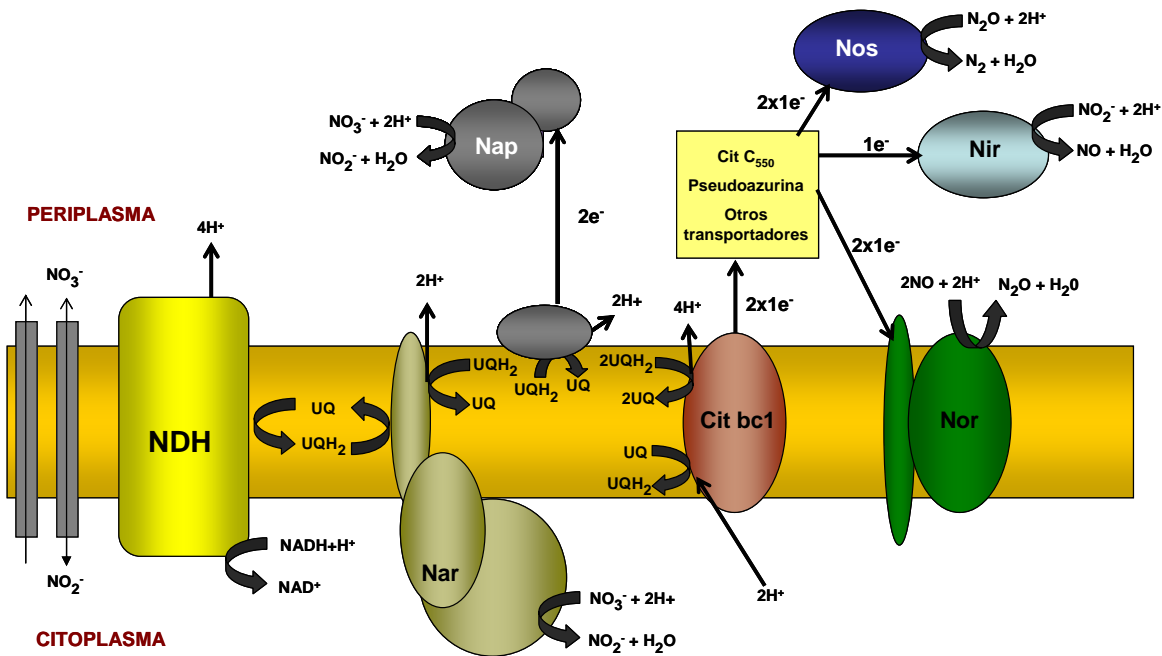 N₂O + 2H⁺
Nos
N₂ + H₂O
2x1e⁻
NO₃⁻ + 2H⁺
Nap
NO₂⁻ + H₂O
NO₂⁻ + 2H⁺
1e⁻
Nir
NO + H₂O
Cit C₅₅₀
Pseudoazurina
Otros
transportadores
PERIPLASMA
4H⁺
2e⁻
2x1e⁻
NO₃⁻
2H⁺
2H+
4H⁺
2x1e⁻
2NO + 2H⁺
N₂O + H₂0
UQH₂
UQ
UQH₂
UQ
2UQH₂
2UQ
NDH
UQ
UQH₂
Cit bc1
UQ
UQH₂
Nor
NADH+H⁺
NAD⁺
NO₂⁻
Nar
2H⁺
NO₃⁻ + 2H+
NO₂⁻ + H₂O
CITOPLASMA